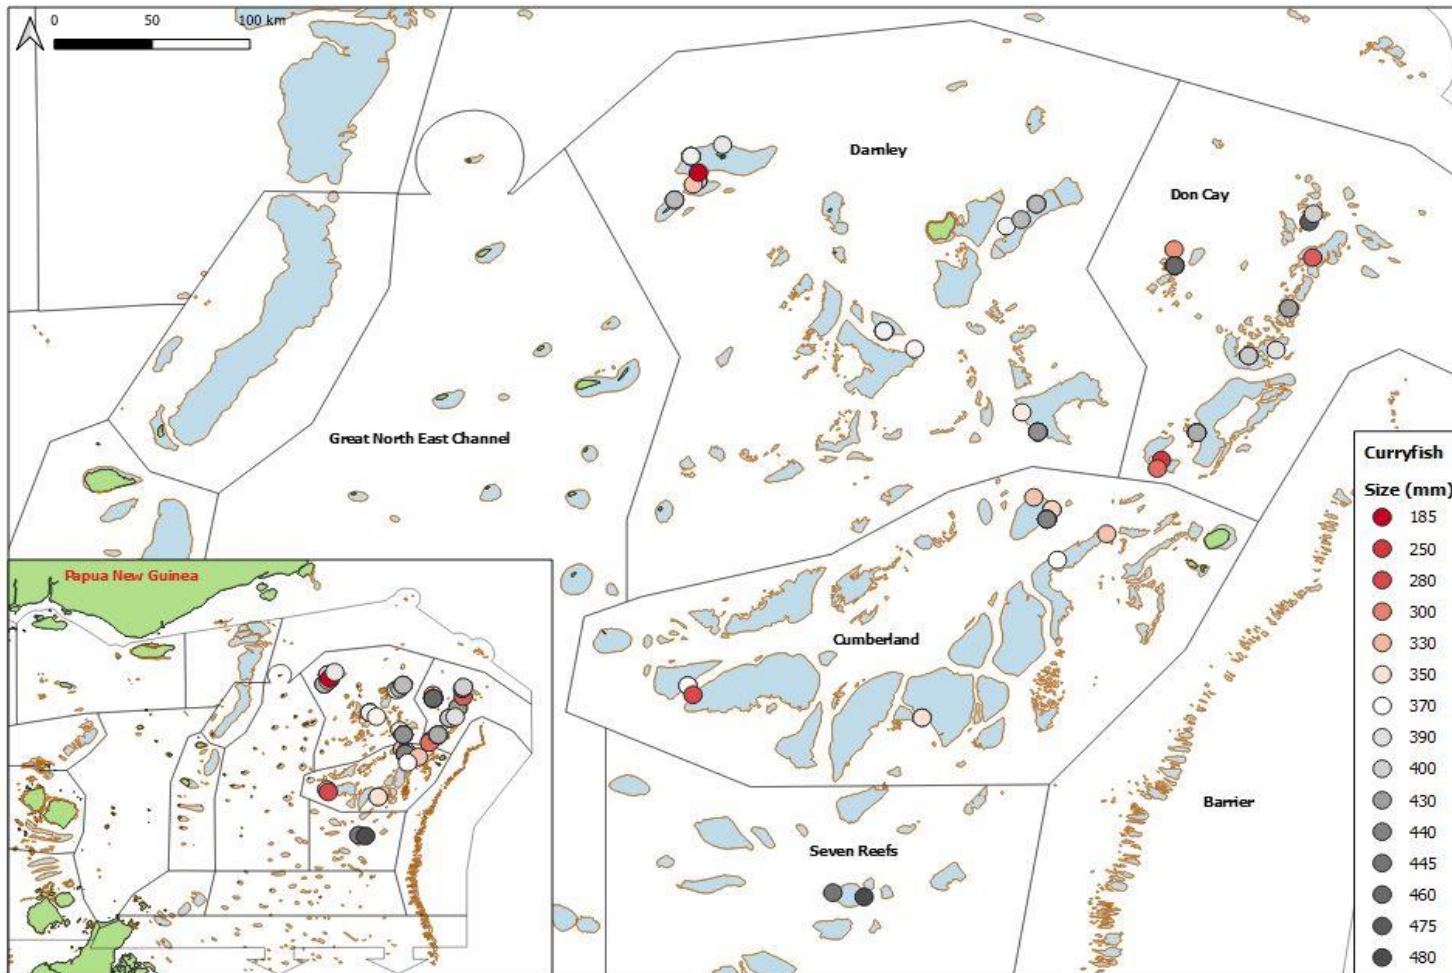 0 50 100 km
Darnley
Don Cay
Great North East Channel
Curryfish
Size (mm)
185
250
280
300
330
350
370
390
400
430
440
445
460
475
480
Papua New Guinea
Cumberland
Barrier
Seven Reefs